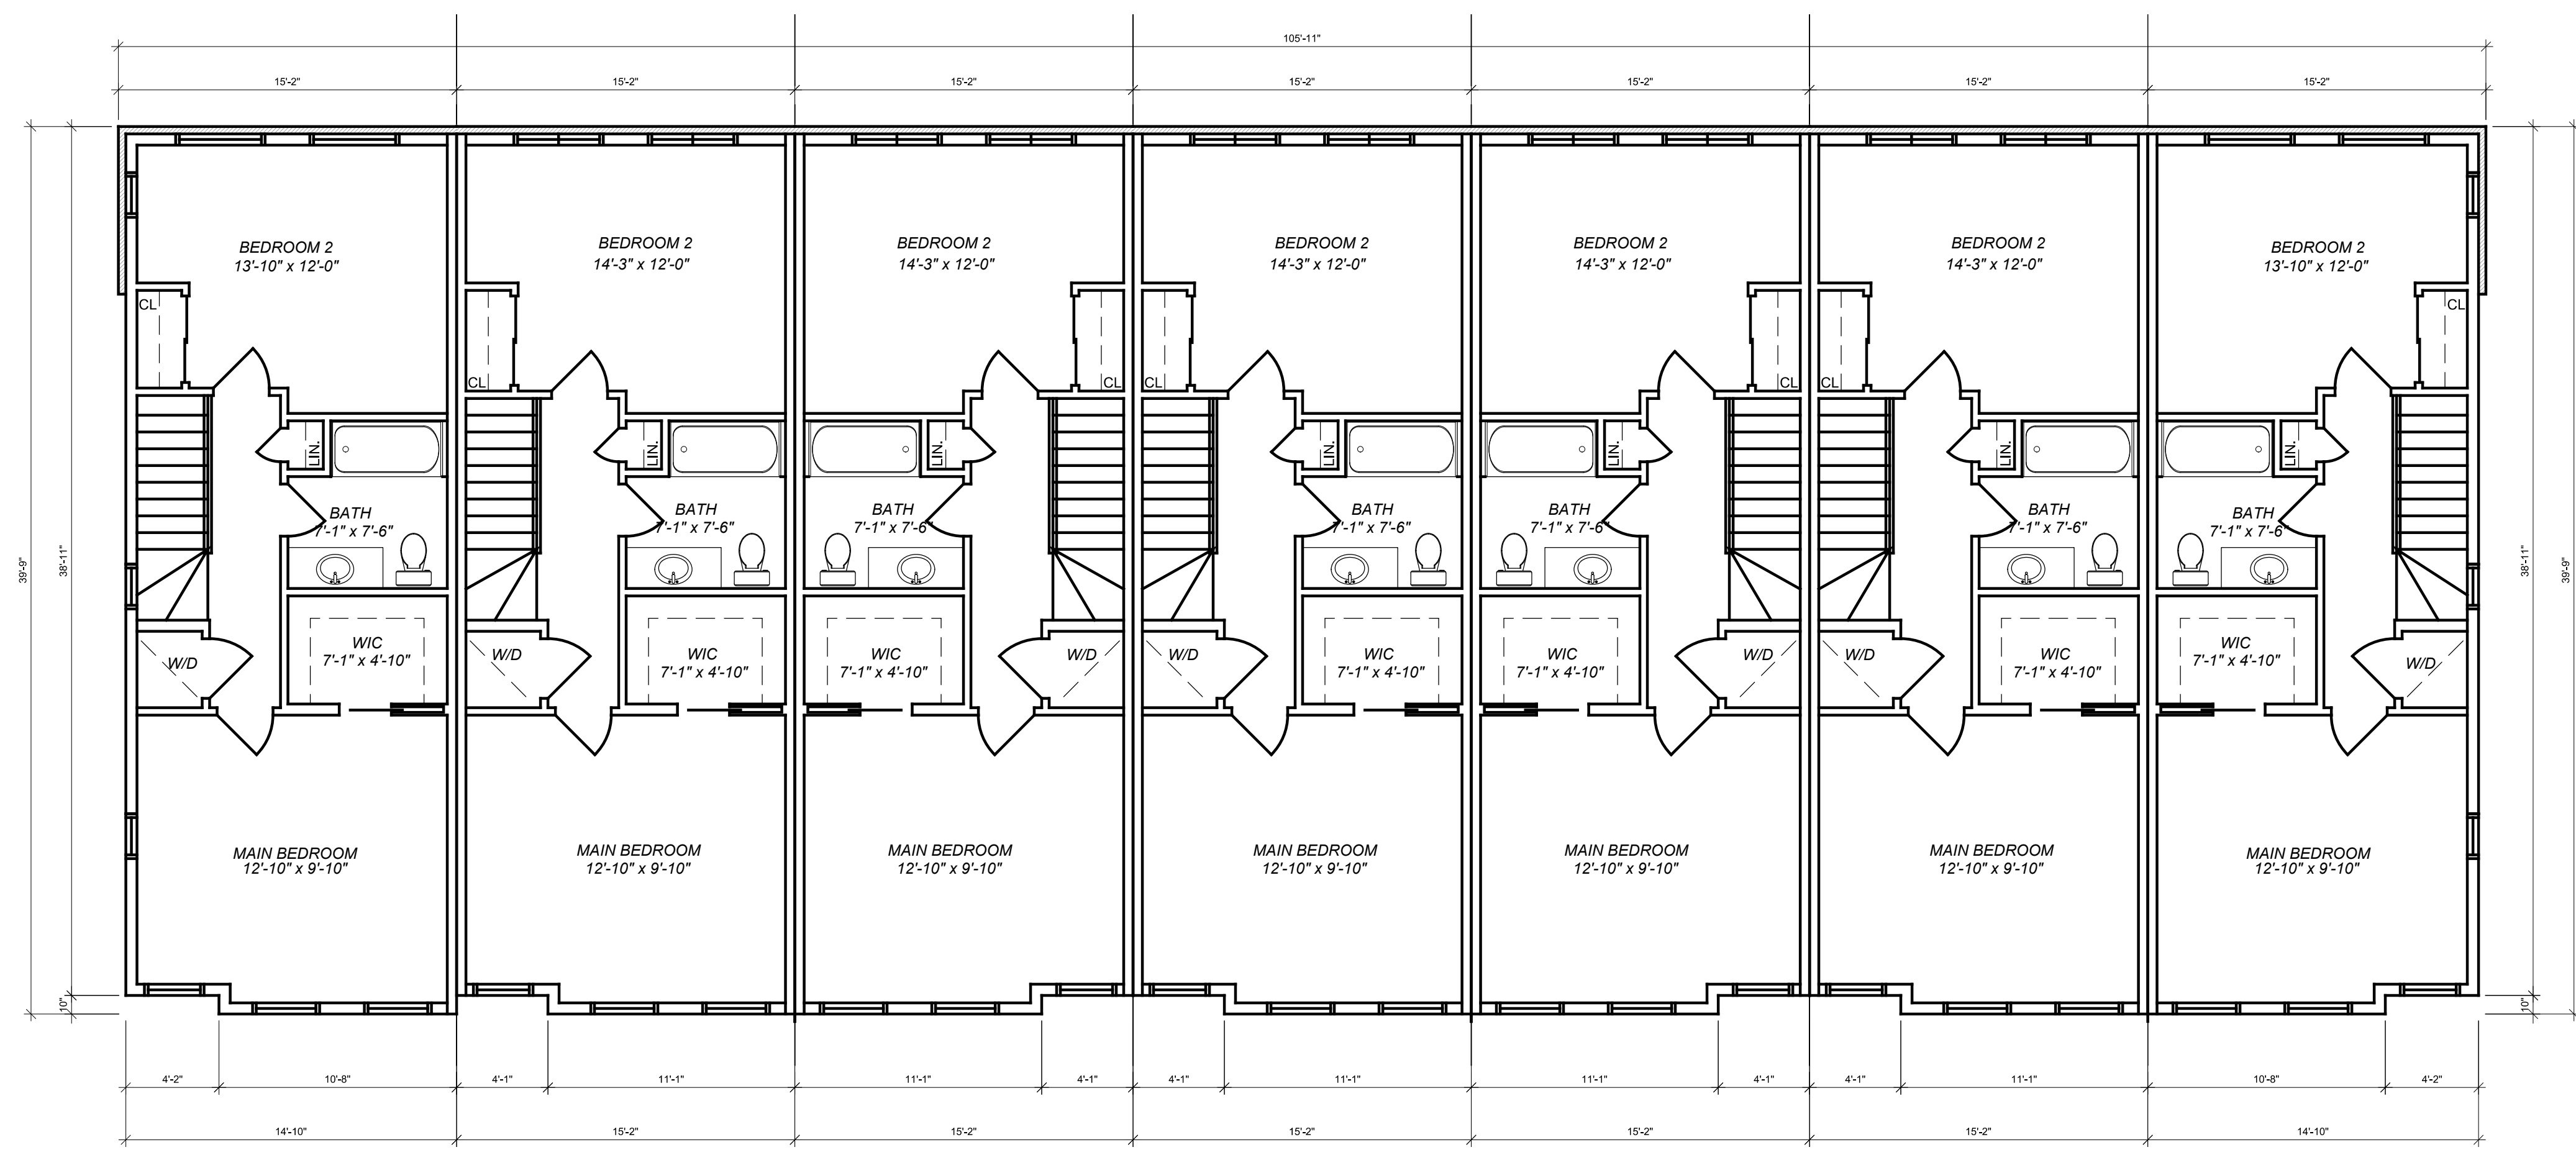 105'-11"
15'-2" 15'-2" 15'-2" 15'-2" 15'-2" 15'-2" 15'-2"
BEDROOM 2
13'-10" x 12'-0"
BEDROOM 2
14'-3" x 12'-0"
BEDROOM 2
14'-3" x 12'-0"
BEDROOM 2
14'-3" x 12'-0"
BEDROOM 2
14'-3" x 12'-0"
BEDROOM 2
14'-3" x 12'-0"
BEDROOM 2
13'-10" x 12'-0"
CL
CL
CL
CL
CL
CL
CL
LIN.
LIN.
LIN.
LIN.
LIN.
LIN.
LIN.
BATH
7'-1" x 7'-6"
BATH
7'-1" x 7'-6"
BATH
7'-1" x 7'-6"
BATH
7'-1" x 7'-6"
BATH
7'-1" x 7'-6"
BATH
7'-1" x 7'-6"
BATH
7'-1" x 7'-6"
39'-9"
38'-11"
38'-11"
39'-9"
W/D
WIC
7'-1" x 4'-10"
W/D
WIC
7'-1" x 4'-10"
WIC
7'-1" x 4'-10"
W/D
W/D
WIC
7'-1" x 4'-10"
WIC
7'-1" x 4'-10"
W/D
W/D
WIC
7'-1" x 4'-10"
WIC
7'-1" x 4'-10"
W/D
MAIN BEDROOM
12'-10" x 9'-10"
MAIN BEDROOM
12'-10" x 9'-10"
MAIN BEDROOM
12'-10" x 9'-10"
MAIN BEDROOM
12'-10" x 9'-10"
MAIN BEDROOM
12'-10" x 9'-10"
MAIN BEDROOM
12'-10" x 9'-10"
MAIN BEDROOM
12'-10" x 9'-10"
10"
10"
4'-2" 10'-8" 4'-1" 11'-1" 11'-1" 4'-1" 4'-1" 11'-1" 11'-1" 4'-1" 4'-1" 11'-1" 10'-8" 4'-2"
14'-10" 15'-2" 15'-2" 15'-2" 15'-2" 15'-2" 14'-10"